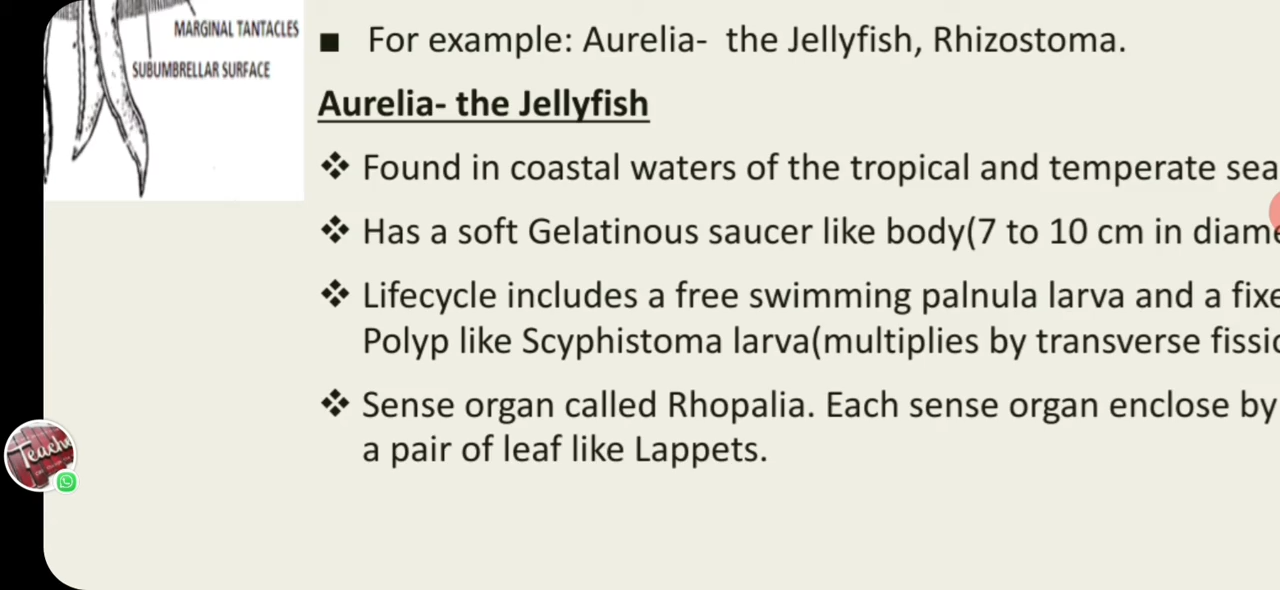 MARGINAL TANTACLES
SUBUMBRELLAR SURFACE
■ For example: Aurelia- the Jellyfish, Rhizostoma.
Aurelia- the Jellyfish
❖ Found in coastal waters of the tropical and temperate sea
❖ Has a soft Gelatinous saucer like body(7 to 10 cm in diame
❖ Lifecycle includes a free swimming palnula larva and a fixe
Polyp like Scyphistoma larva(multiplies by transverse fissio
❖ Sense organ called Rhopalia. Each sense organ enclose by
a pair of leaf like Lappets.